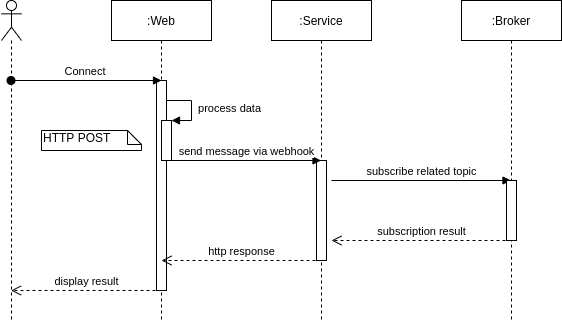 :Web
:Service
:Broker
Connect
process data
HTTP POST
send message via webhook
subscribe related topic
subscription result
http response
display result